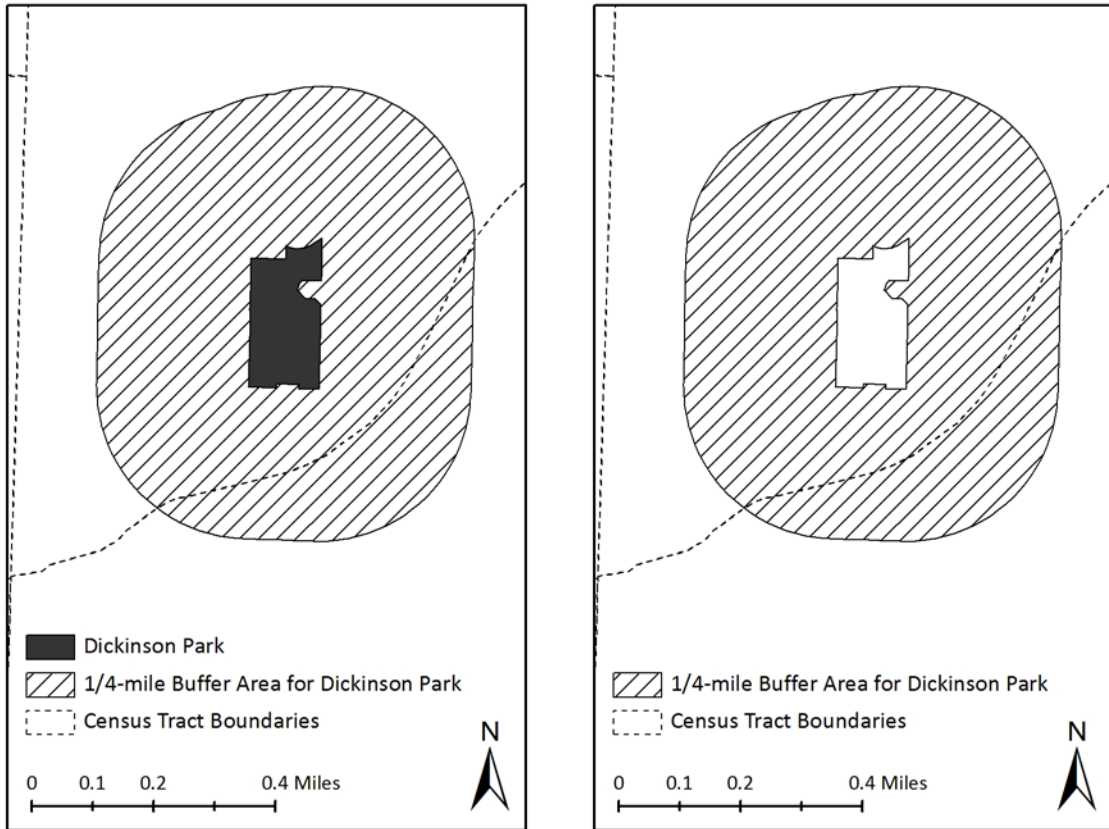 Dickinson Park
1/4-mile Buffer Area for Dickinson Park
Census Tract Boundaries
N
0 0.1 0.2 0.4 Miles
1/4-mile Buffer Area for Dickinson Park
Census Tract Boundaries
N
0 0.1 0.2 0.4 Miles